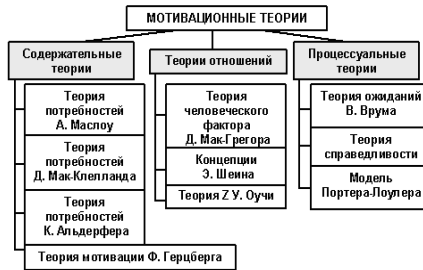 МОТИВАЦИОННЫЕ ТЕОРИИ
Содержательные
теории
Теория
потребностей
А. Маслоу
Теория
потребностей
Д. Мак-Клелланда
Теория
потребностей
К. Альдерфера
Теория мотивации Ф. Герцберга
Теории отношений
Теория
человеческого
фактора
Д. Мак-Грегора
Концепции
Э. Шеина
Теория Z У. Оучи
Процессуальные
теории
Теория ожиданий
В. Врума
Теория
справедливости
Модель
Портера-Лоулера